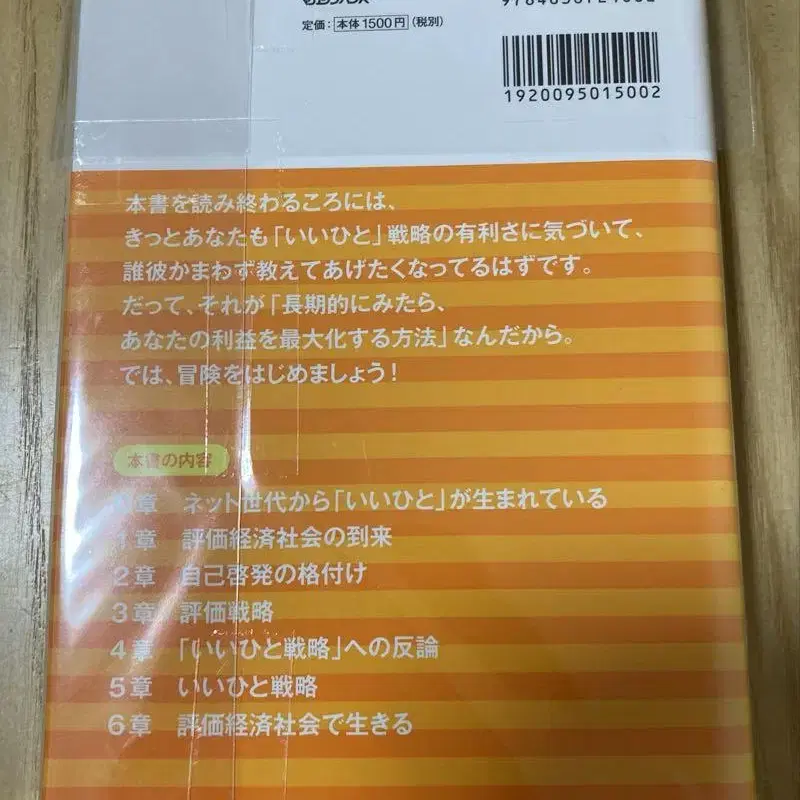 定価：本体1500円（税別）
1920095015002
本書を読み終わるころには、
きっとあなたも「いいひと」戦略の有利さに気づいて、
誰彼かまわず教えてあげたくなってるはずです。
だって、それが「長期的にみたら、
あなたの利益を最大化する方法」なんだから。
では、冒険をはじめましょう！
本書の内容
章 ネット世代から「いいひと」が生まれている
1章 評価経済社会の到来
2章 自己啓発の格付け
3章 評価戦略
4章 「いいひと戦略」への反論
5章 いいひと戦略
6章 評価経済社会で生きる